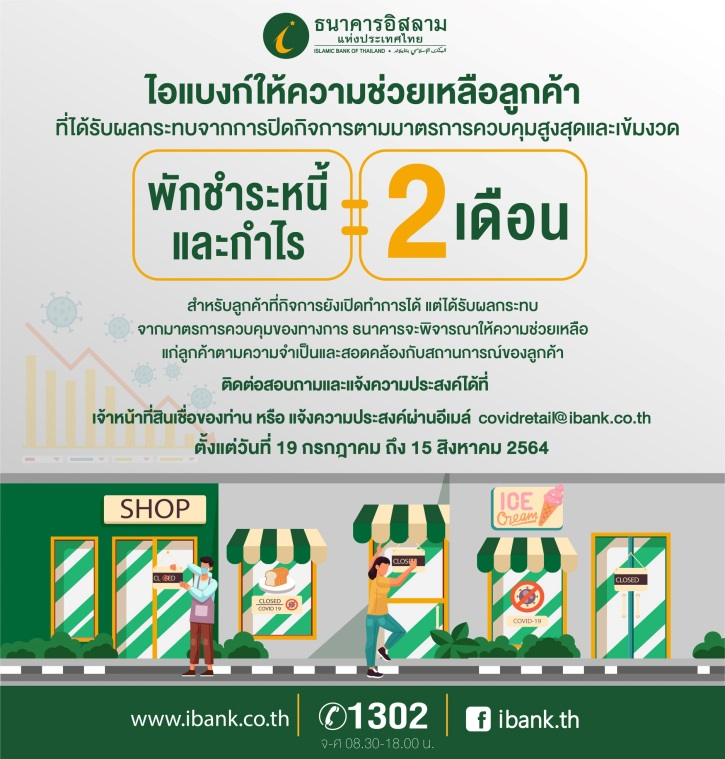 ธนาคารอิสลาม
แห่งประเทศไทย
ISLAMIC BANK OF THAILAND •
ไอแบงก์ให้ความช่วยเหลือลูกค้า
ที่ได้รับผลกระทบจากการปิดกิจการตามมาตรการควบคุมสูงสุดและเข้มงวด
พักชำระหนี้
และกำไร
2 เดือน
สำหรับลูกค้าที่กิจการยังเปิดทำการได้ แต่ได้รับผลกระทบ
จากมาตรการควบคุมของทางการ ธนาคารจะพิจารณาให้ความช่วยเหลือ
แก่ลูกค้าตามความจำเป็นและสอดคล้องกับสถานการณ์ของลูกค้า
ติดต่อสอบถามและแจ้งความประสงค์ได้ที่
เจ้าหน้าที่สินเชื่อของท่าน หรือ แจ้งความประสงค์ผ่านอีเมล์ covidretail@ibank.co.th
ตั้งแต่วันที่ 19 กรกฎาคม ถึง 15 สิงหาคม 2564
SHOP
ICE
Cream
CLOSED
COVID 19
CLOSED
COVID-19
www.ibank.co.th
1302
จ-ศ 08.30-18.00 น.
ibank.th